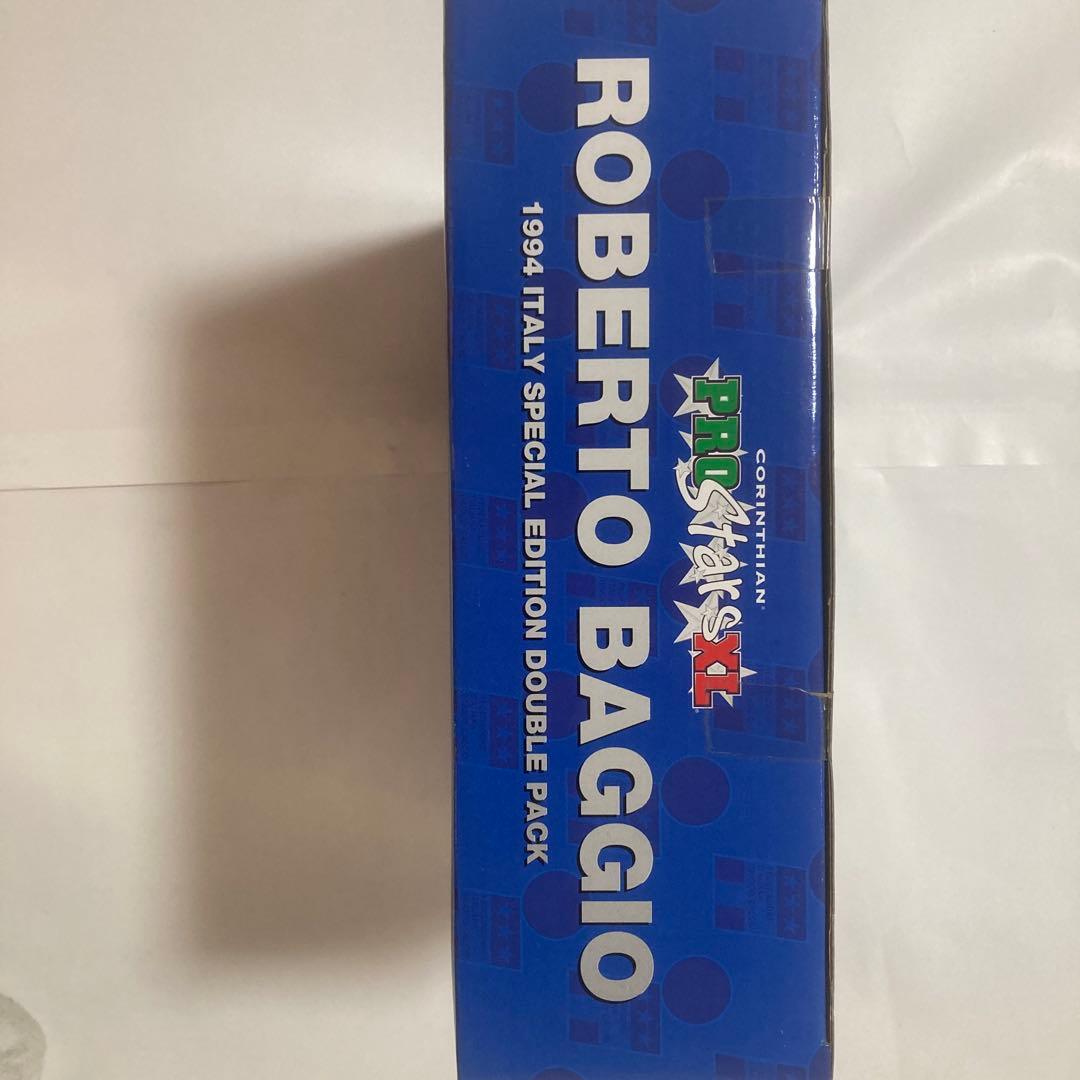 CORINTHIAN®
PRO Stars XL
ROBERTO BAGGIO
1994 ITALY SPECIAL EDITION DOUBLE PACK